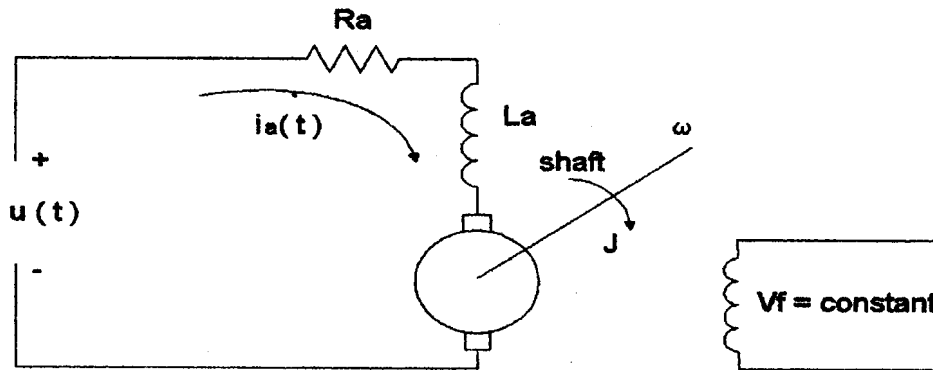 Ra
ia(t)
La
ω
shaft
+
u(t)
-
J
Vf = constant